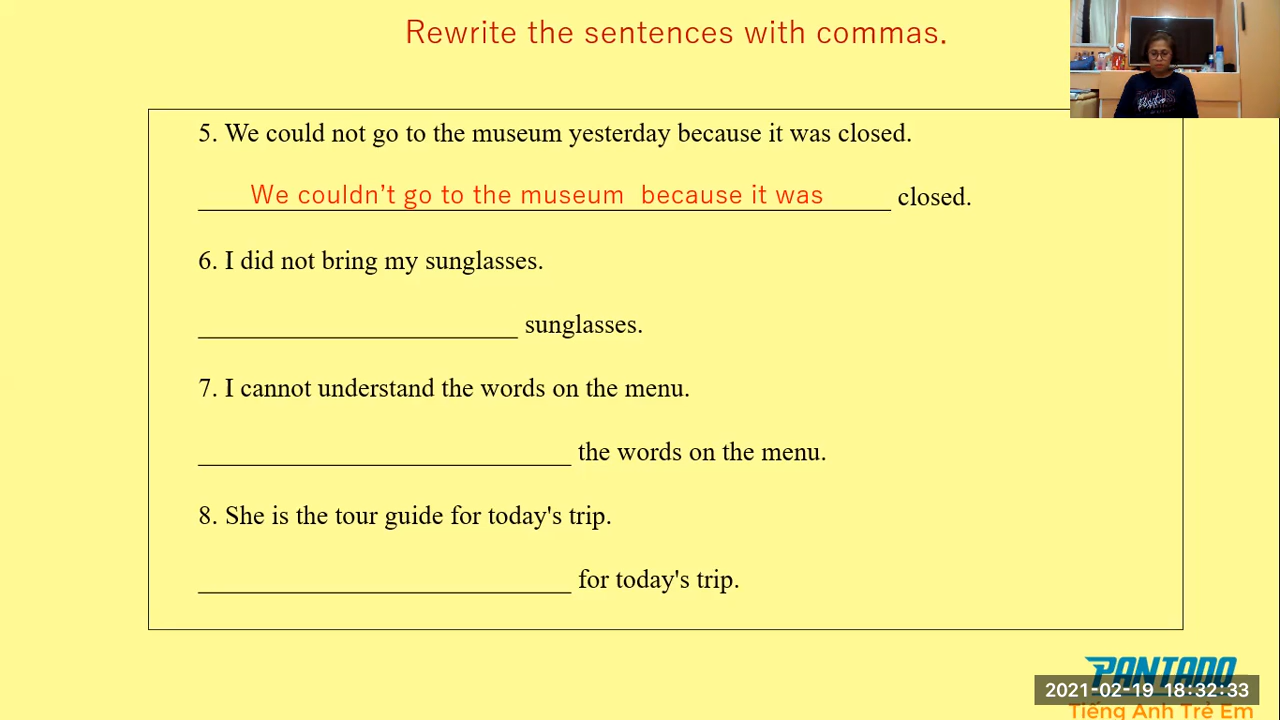 Rewrite the sentences with commas.
5. We could not go to the museum yesterday because it was closed.
We couldn’t go to the museum because it was closed.
6. I did not bring my sunglasses.
sunglasses.
7. I cannot understand the words on the menu.
the words on the menu.
8. She is the tour guide for today's trip.
for today's trip.
PANTADO
2021-02-19 18:32:33
Tiếng Anh Trẻ Em